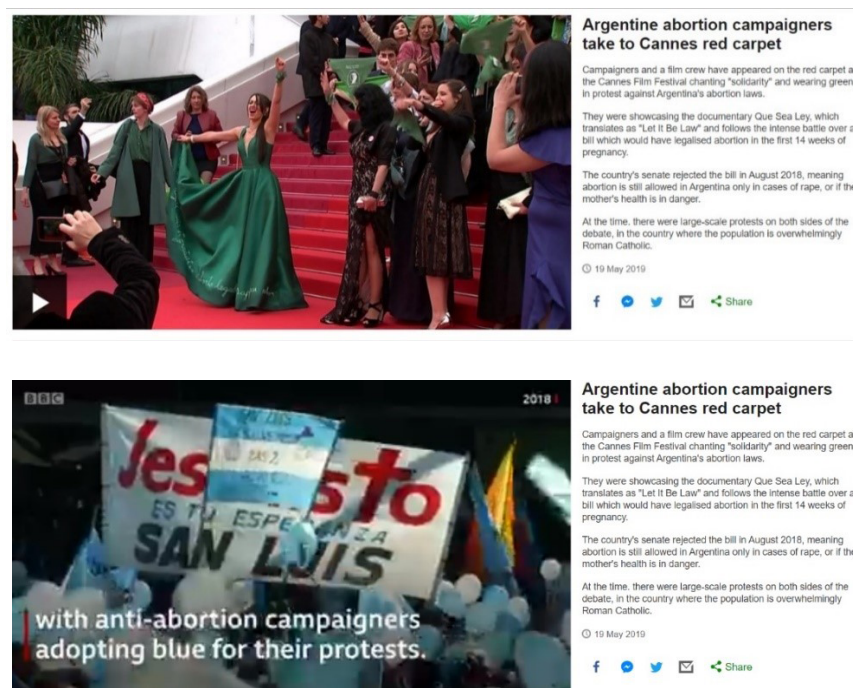 Argentine abortion campaigners
take to Cannes red carpet
Campaigners and a film crew have appeared on the red carpet a
the Cannes Film Festival chanting "solidarity" and wearing green
in protest against Argentina's abortion laws.
They were showcasing the documentary Que Sea Ley, which
translates as "Let It Be Law" and follows the intense battle over a
bill which would have legalised abortion in the first 14 weeks of
pregnancy.
The country's senate rejected the bill in August 2018, meaning
abortion is still allowed in Argentina only in cases of rape, or if the
mother's health is in danger.
At the time, there were large-scale protests on both sides of the
debate, in the country where the population is overwhelmingly
Roman Catholic.
19 May 2019
Share
BBC
2018
Jes sto
ES TU ESPERANZA
SAN LUIS
SAN LUIS
with anti-abortion campaigners
adopting blue for their protests.
Argentine abortion campaigners
take to Cannes red carpet
Campaigners and a film crew have appeared on the red carpet a
the Cannes Film Festival chanting "solidarity" and wearing green
in protest against Argentina's abortion laws.
They were showcasing the documentary Que Sea Ley, which
translates as "Let It Be Law" and follows the intense battle over a
bill which would have legalised abortion in the first 14 weeks of
pregnancy.
The country's senate rejected the bill in August 2018, meaning
abortion is still allowed in Argentina only in cases of rape, or if the
mother's health is in danger.
At the time, there were large-scale protests on both sides of the
debate, in the country where the population is overwhelmingly
Roman Catholic.
19 May 2019
Share